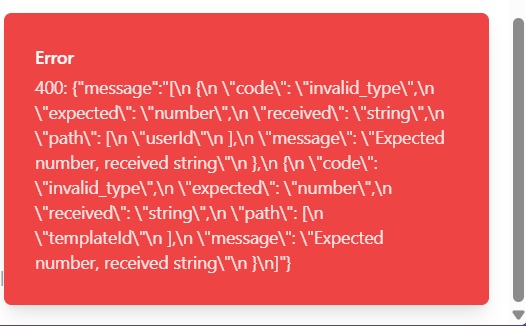 Error
400: {"message":"[\n {\n \"code\": \"invalid_type\",\n
\"expected\": \"number\",\n \"received\": \"string\",\n
\"path\": [\n \"userId\"\n ],\n \"message\": \"Expected
number, received string\"\n },\n {\n \"code\":
\"invalid_type\",\n \"expected\": \"number\",\n
\"received\": \"string\",\n \"path\": [\n
\"templateId\"\n ],\n \"message\": \"Expected
number, received string\"\n }\n]"}